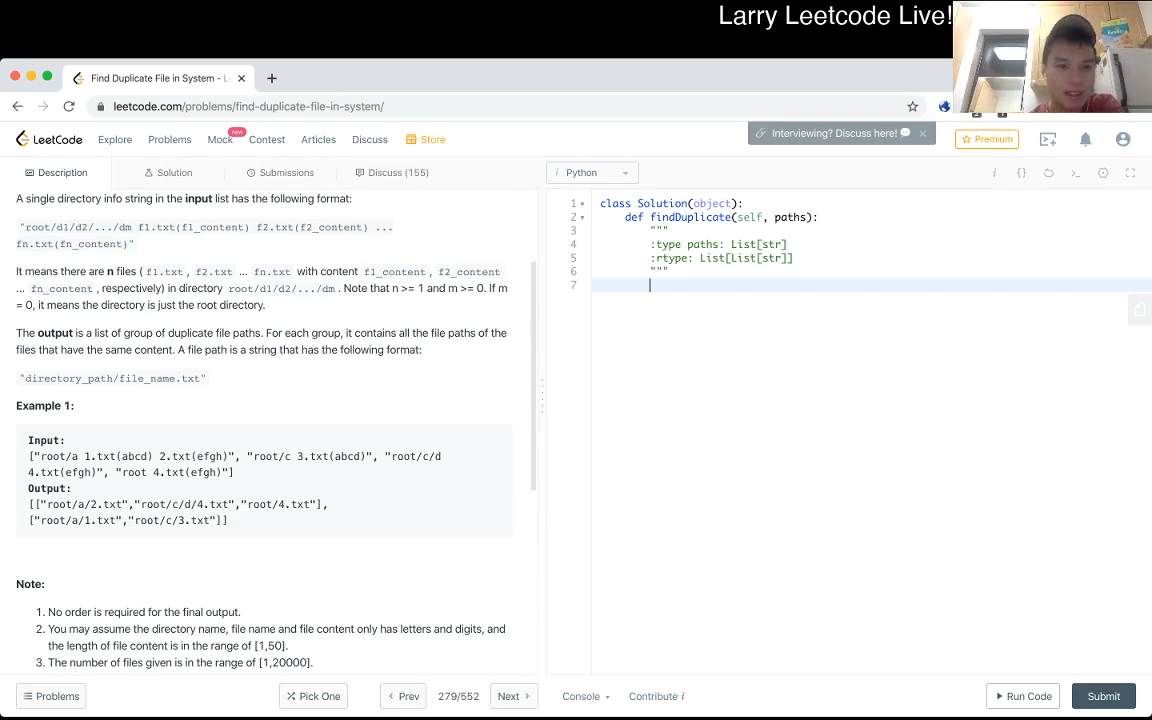 Larry Leetcode Live!
Find Duplicate File in System - L
leetcode.com/problems/find-duplicate-file-in-system/
LeetCode Explore Problems Mock new Contest Articles Discuss Store Interviewing? Discuss here! Premium
Description Solution Submissions Discuss (155) i Python i {}
A single directory info string in the input list has the following format:
"root/d1/d2/.../dm f1.txt(f1_content) f2.txt(f2_content) ...
fn.txt(fn_content)"
It means there are n files ( f1.txt , f2.txt ... fn.txt with content f1_content , f2_content
... fn_content , respectively) in directory root/d1/d2/.../dm . Note that n >= 1 and m >= 0. If m
= 0, it means the directory is just the root directory.
The output is a list of group of duplicate file paths. For each group, it contains all the file paths of the
files that have the same content. A file path is a string that has the following format:
"directory_path/file_name.txt"
Example 1:
Input:
["root/a 1.txt(abcd) 2.txt(efgh)", "root/c 3.txt(abcd)", "root/c/d
4.txt(efgh)", "root 4.txt(efgh)"]
Output:
[["root/a/2.txt","root/c/d/4.txt","root/4.txt"],
["root/a/1.txt","root/c/3.txt"]]
Note:
1. No order is required for the final output.
2. You may assume the directory name, file name and file content only has letters and digits, and
the length of file content is in the range of [1,50].
3. The number of files given is in the range of [1,20000].
1 class Solution(object):
2 def findDuplicate(self, paths):
3 """
4 :type paths: List[str]
5 :rtype: List[List[str]]
6 """
7
Problems Pick One Prev 279/552 Next Console Contribute i Run Code Submit